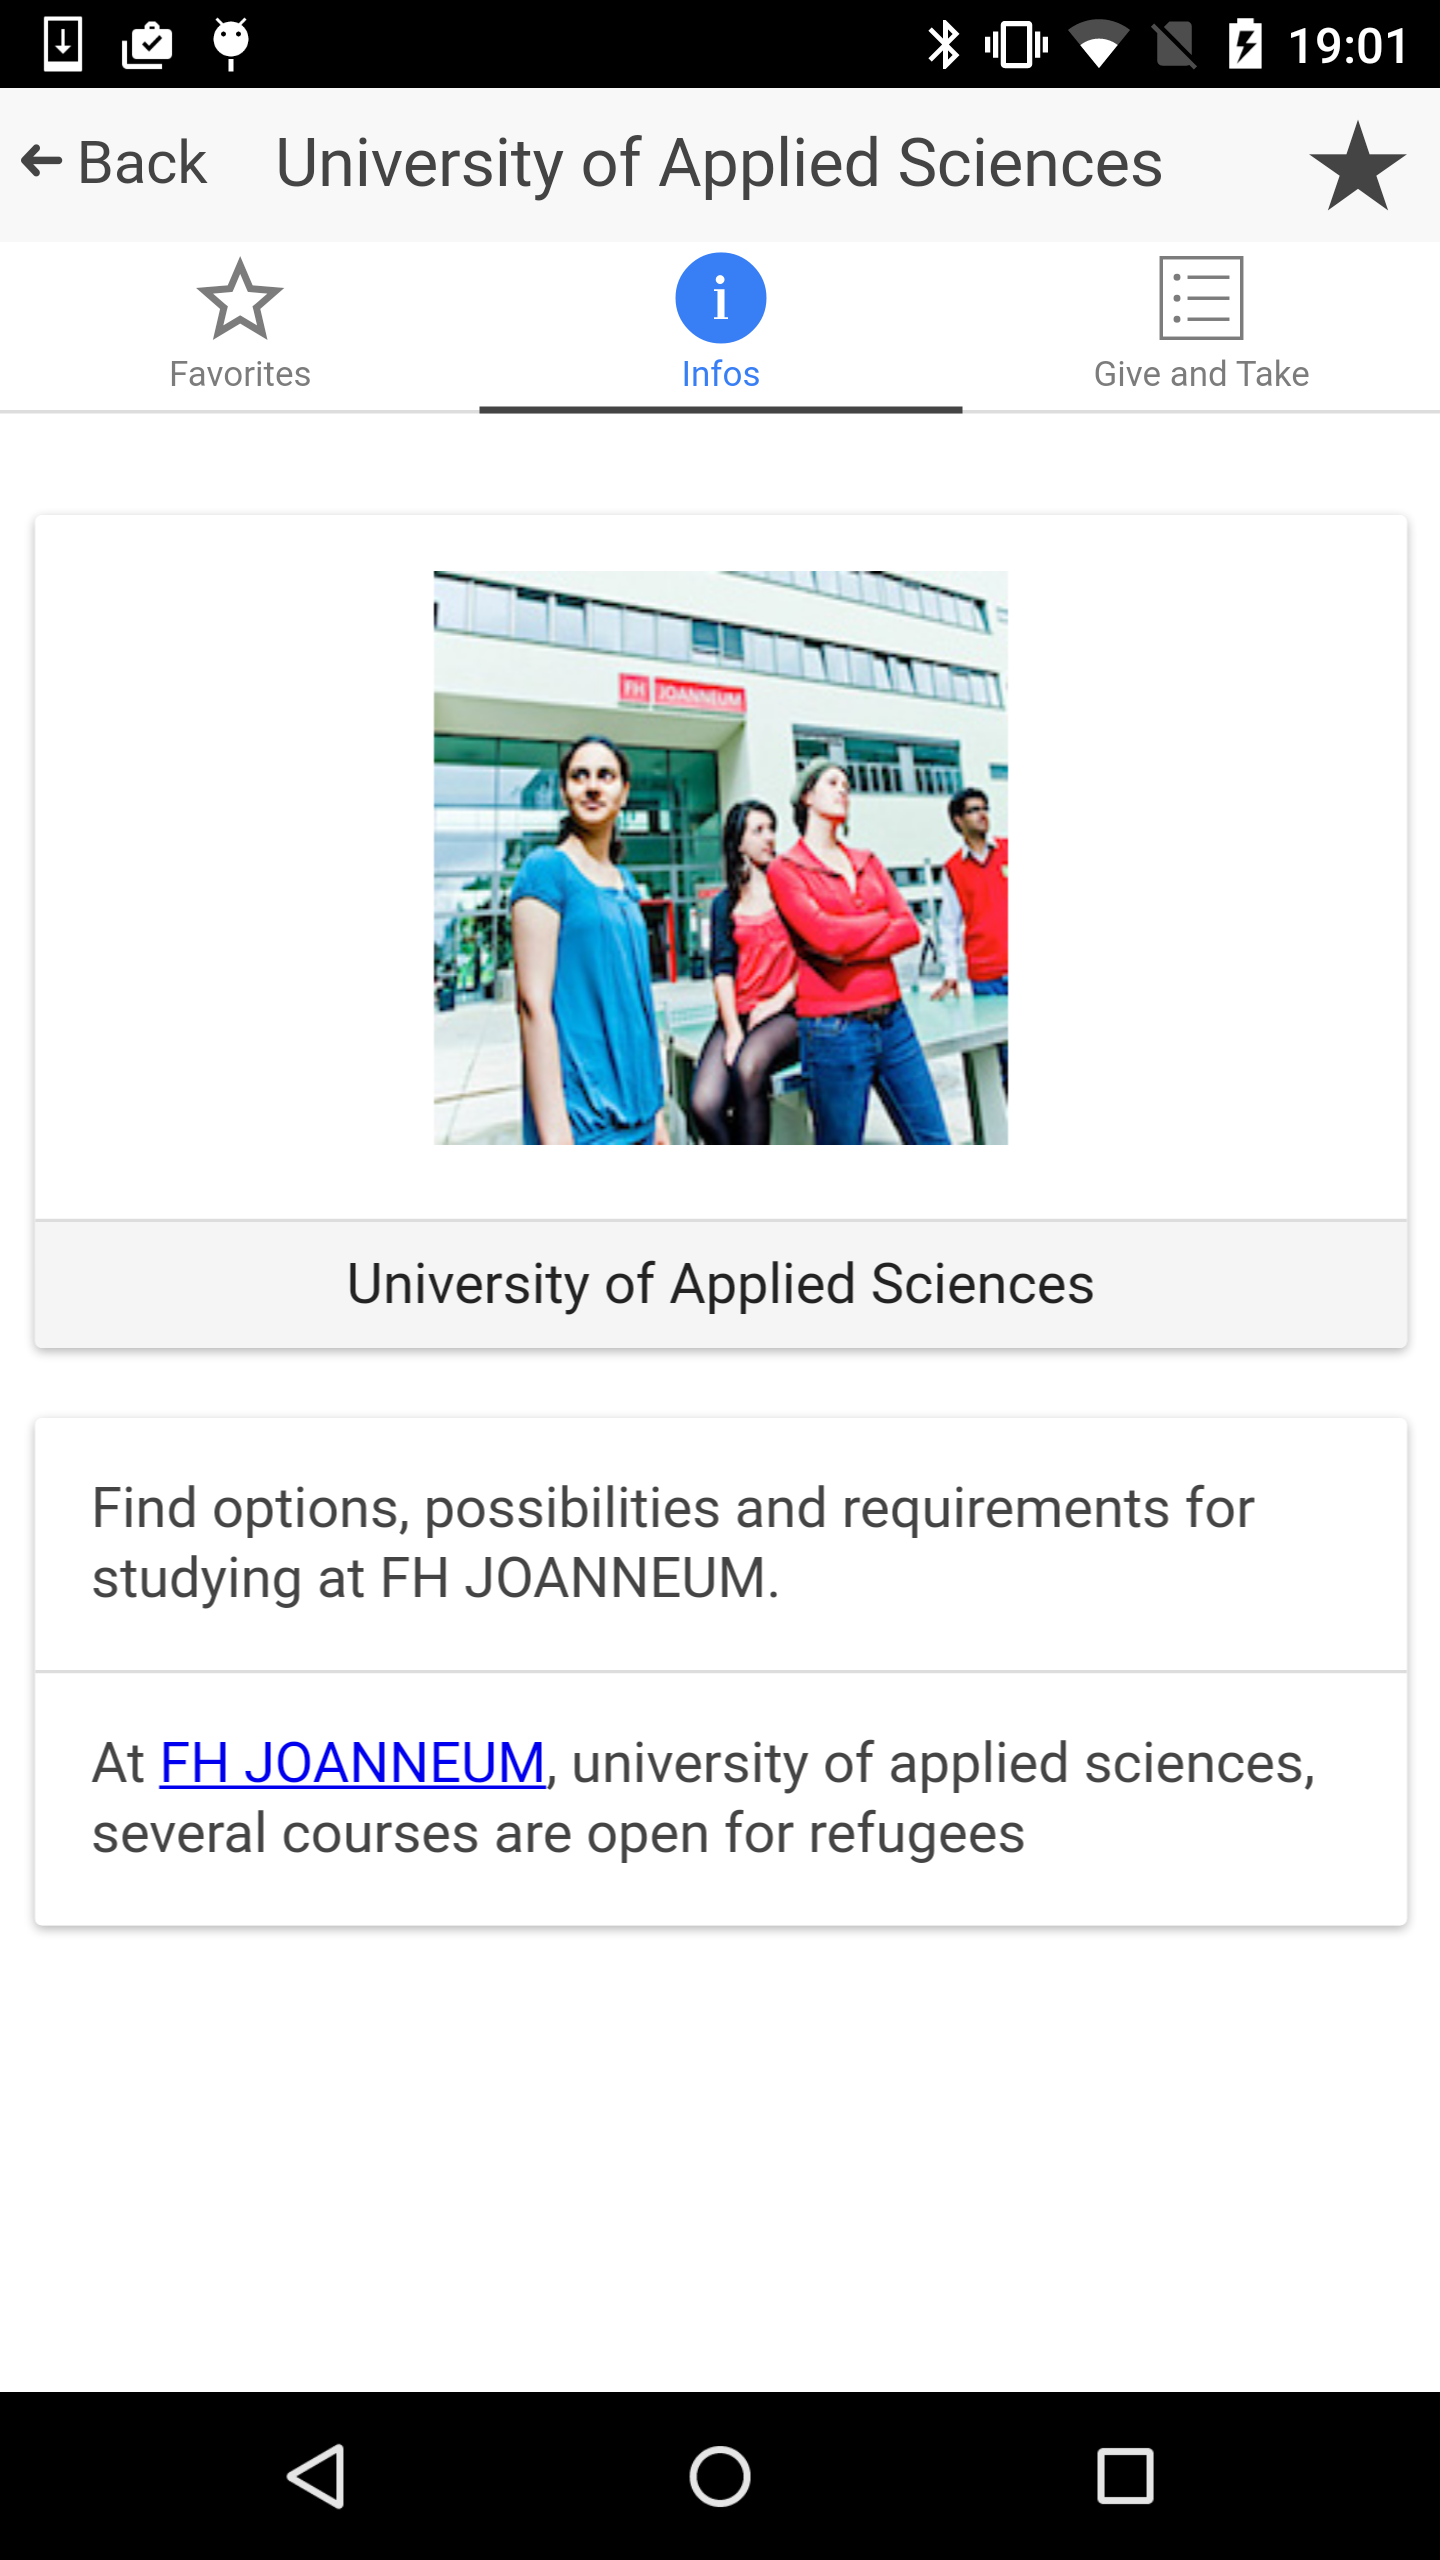 19:01
Back University of Applied Sciences
Favorites Infos Give and Take
FH JOANNEUM
University of Applied Sciences
Find options, possibilities and requirements for
studying at FH JOANNEUM.
At FH JOANNEUM, university of applied sciences,
several courses are open for refugees